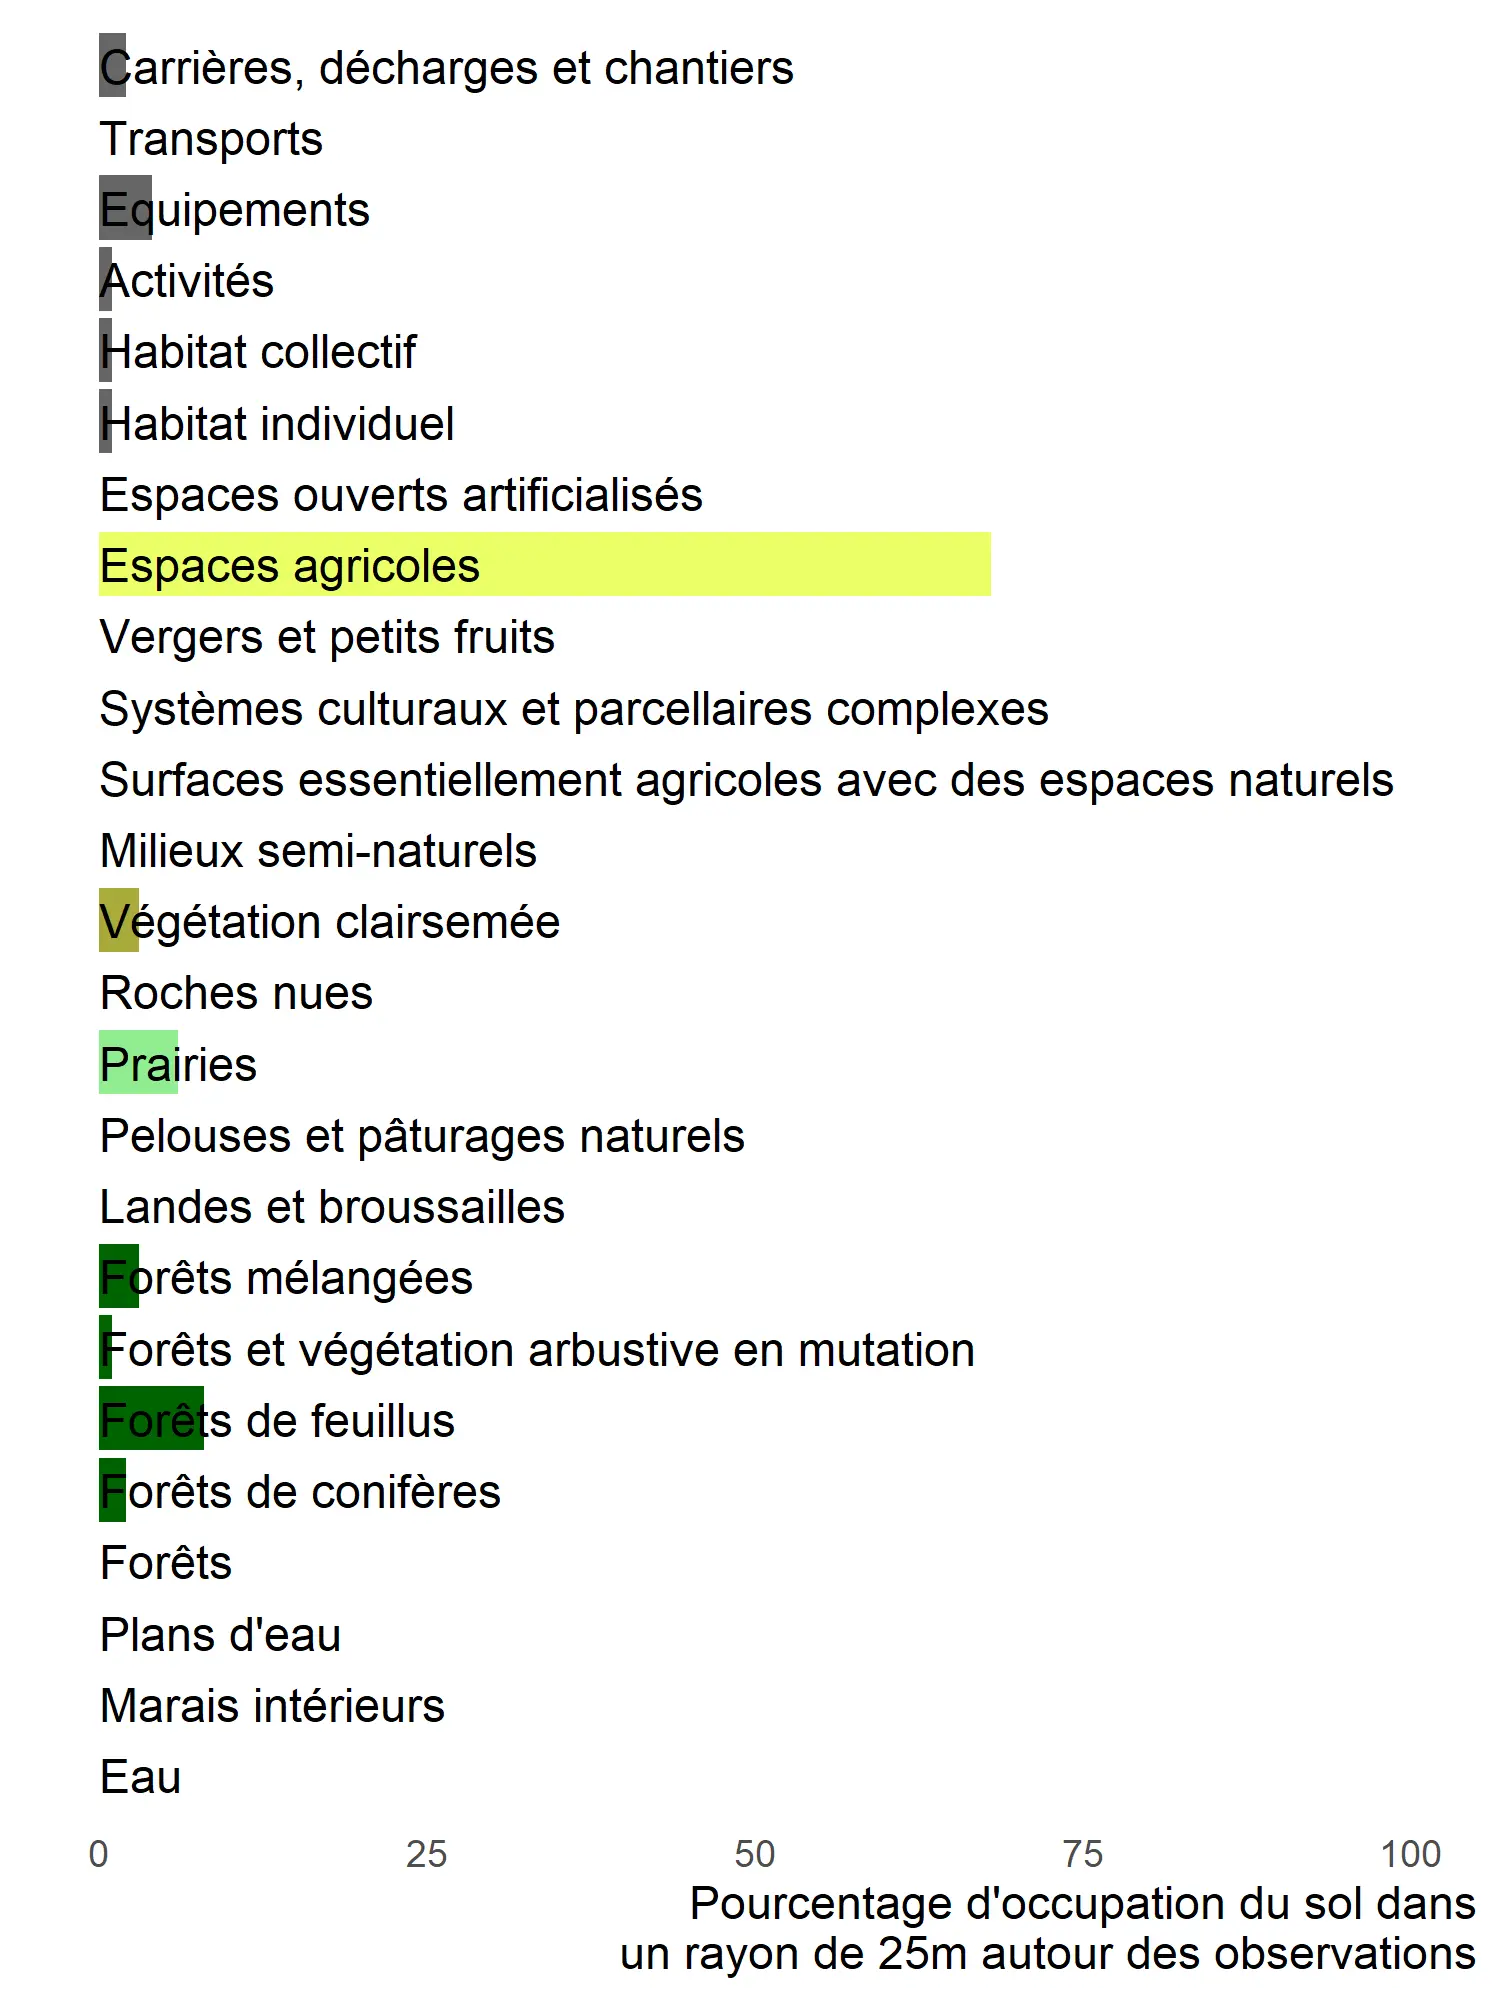 Carrières, décharges et chantiers
Transports
Equipements
Activités
Habitat collectif
Habitat individuel
Espaces ouverts artificialisés
Espaces agricoles
Vergers et petits fruits
Systèmes culturaux et parcellaires complexes
Surfaces essentiellement agricoles avec des espaces naturels
Milieux semi-naturels
Végétation clairsemée
Roches nues
Prairies
Pelouses et pâturages naturels
Landes et broussailles
Forêts mélangées
Forêts et végétation arbustive en mutation
Forêts de feuillus
Forêts de conifères
Forêts
Plans d'eau
Marais intérieurs
Eau
0 25 50 75 100
Pourcentage d'occupation du sol dans
un rayon de 25m autour des observations